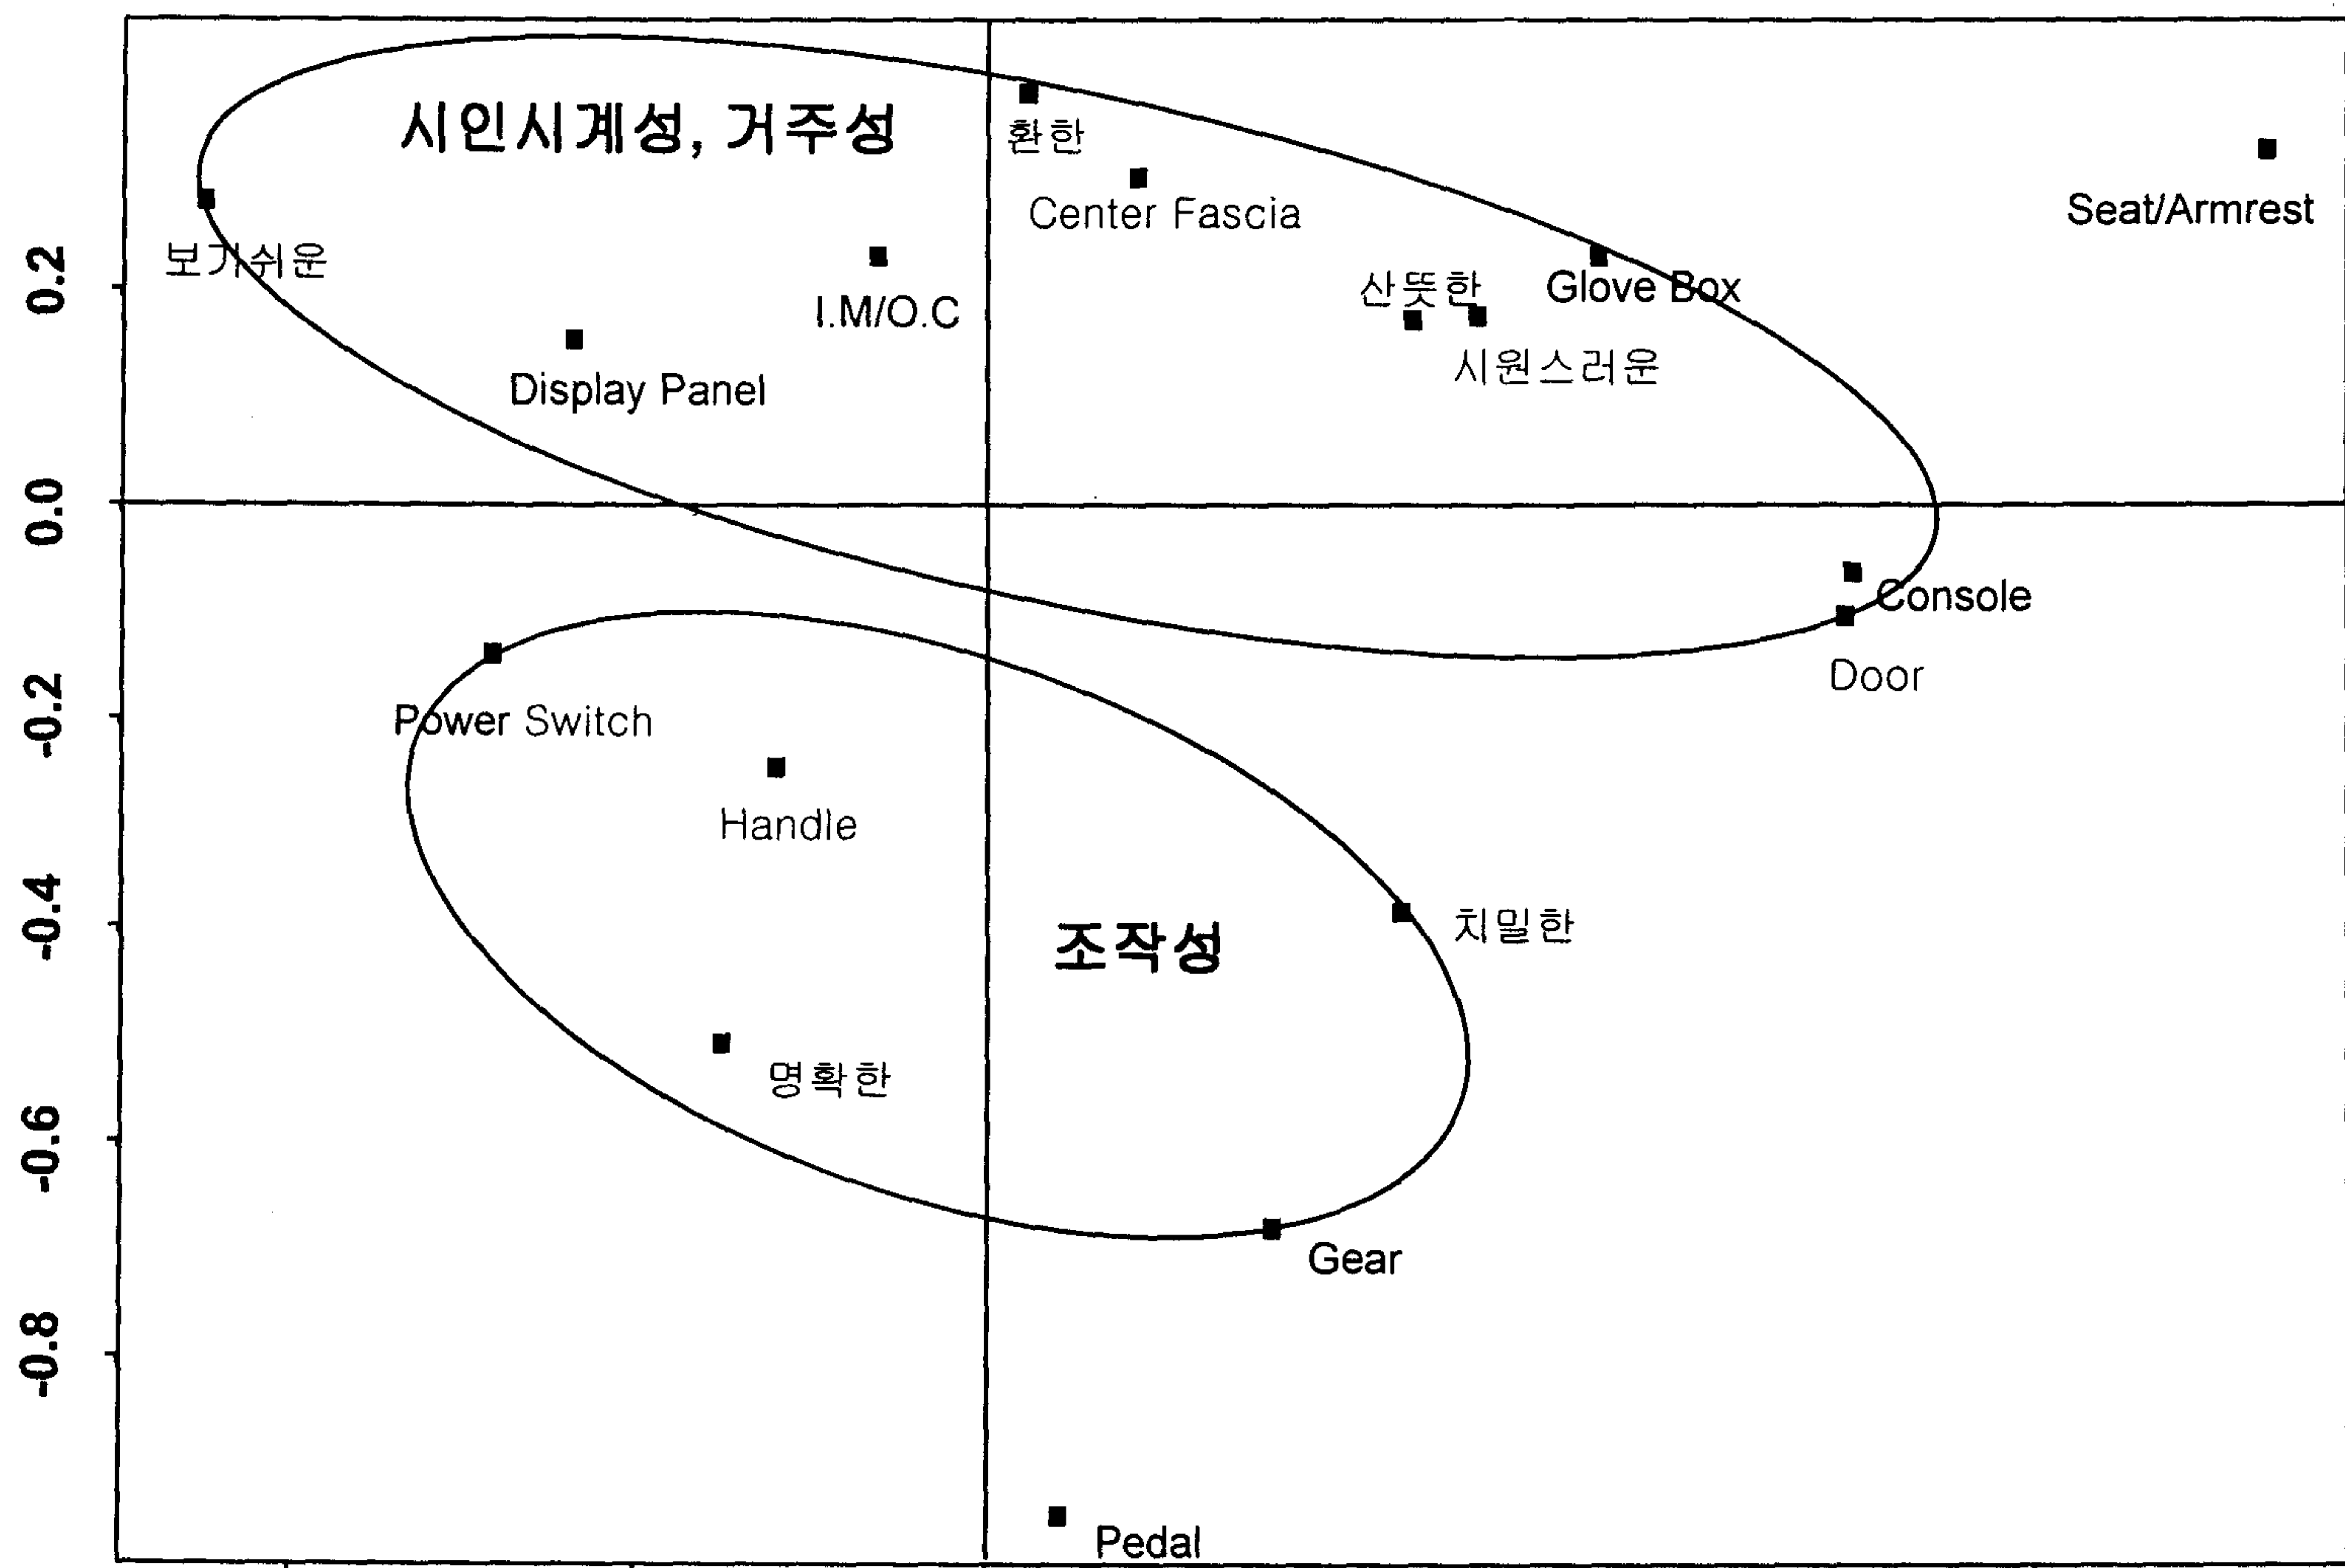 시인시계성, 거주성
환한
Center Fascia
Seat/Armrest
보기쉬운
0.2
I.M/O.C
산뜻한
Glove Box
Display Panel
시원스러운
0.0
Console
Door
-0.2
Power Switch
Handle
-0.4
조작성
치밀한
명확한
-0.6
Gear
-0.8
Pedal